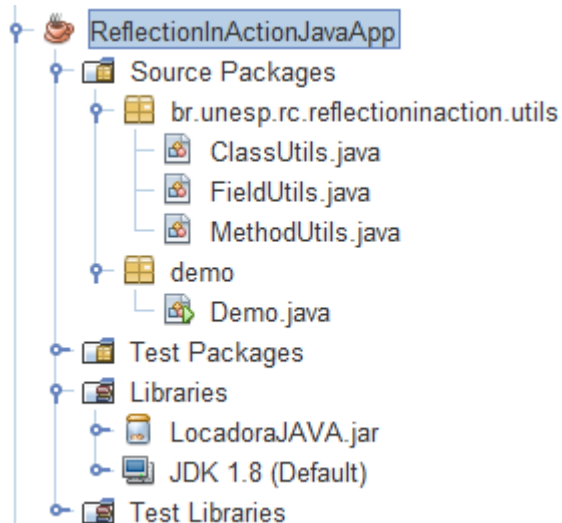 ReflectionInActionJavaApp
Source Packages
br.unesp.rc.reflectioninaction.utils
ClassUtils.java
FieldUtils.java
MethodUtils.java
demo
Demo.java
Test Packages
Libraries
LocadoraJAVA.jar
JDK 1.8 (Default)
Test Libraries